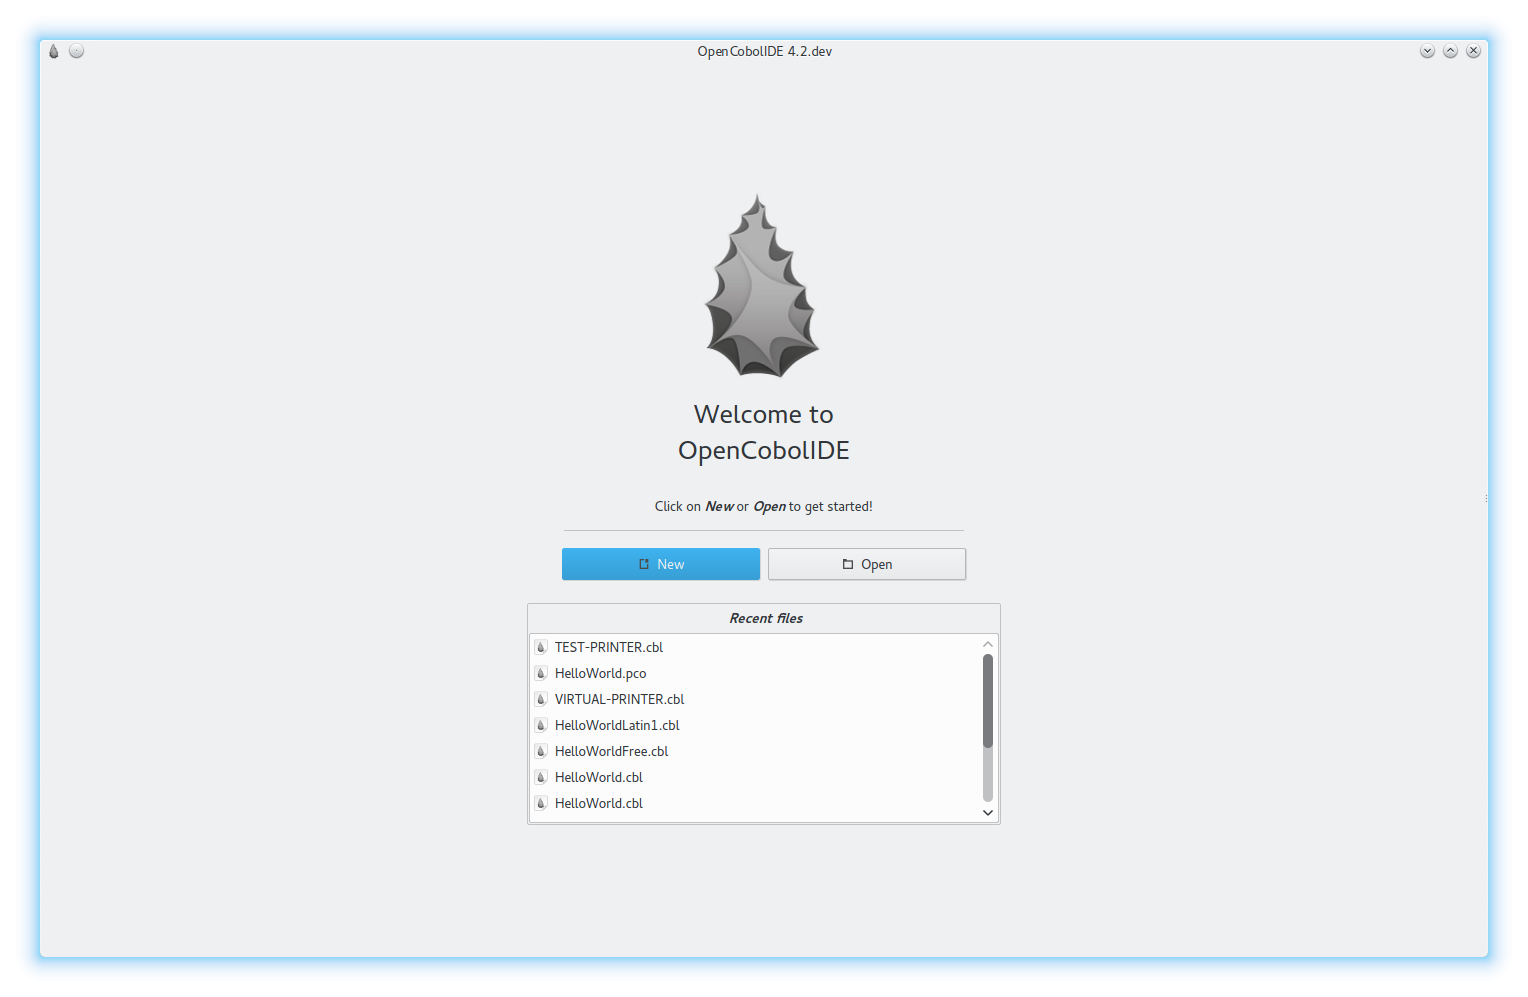 OpenCobolIDE 4.2.dev
Welcome to
OpenCobolIDE
Click on New or Open to get started!
New
Open
Recent files
TEST-PRINTER.cbl
HelloWorld.pco
VIRTUAL-PRINTER.cbl
HelloWorldLatin1.cbl
HelloWorldFree.cbl
HelloWorld.cbl
HelloWorld.cbl